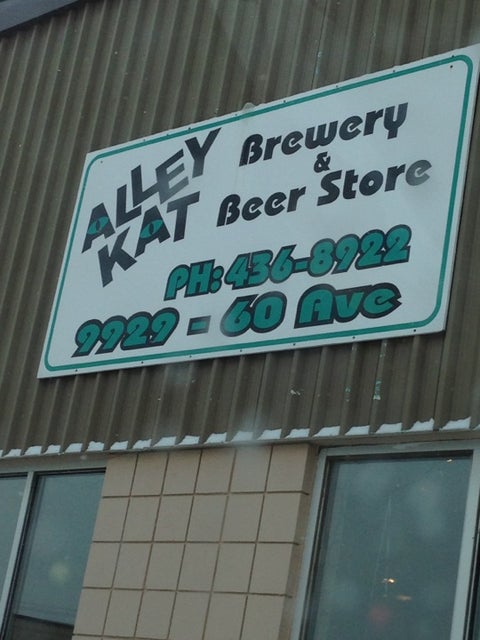 ALLEY
KAT
Brewery
&
Beer Store
PH: 436-8922
9929 - 60 Ave